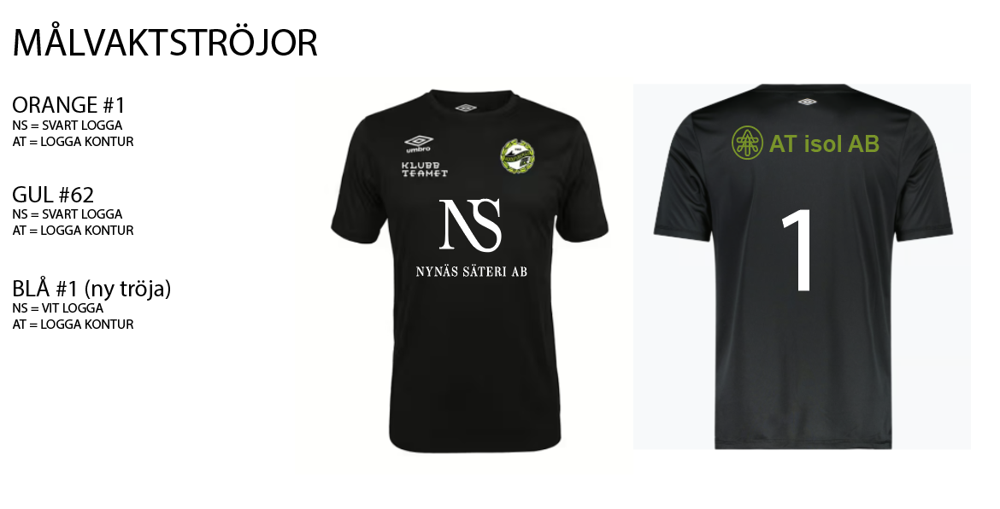 MÅLVAKTSTRÖJOR
ORANGE #1
NS = SVART LOGGA
AT = LOGGA KONTUR
GUL #62
NS = SVART LOGGA
AT = LOGGA KONTUR
BLÅ #1 (ny tröja)
NS = VIT LOGGA
AT = LOGGA KONTUR
umbro
KLUBB
TEAMET
NS
NYNÄS SÄTERI AB
AT isol AB
1